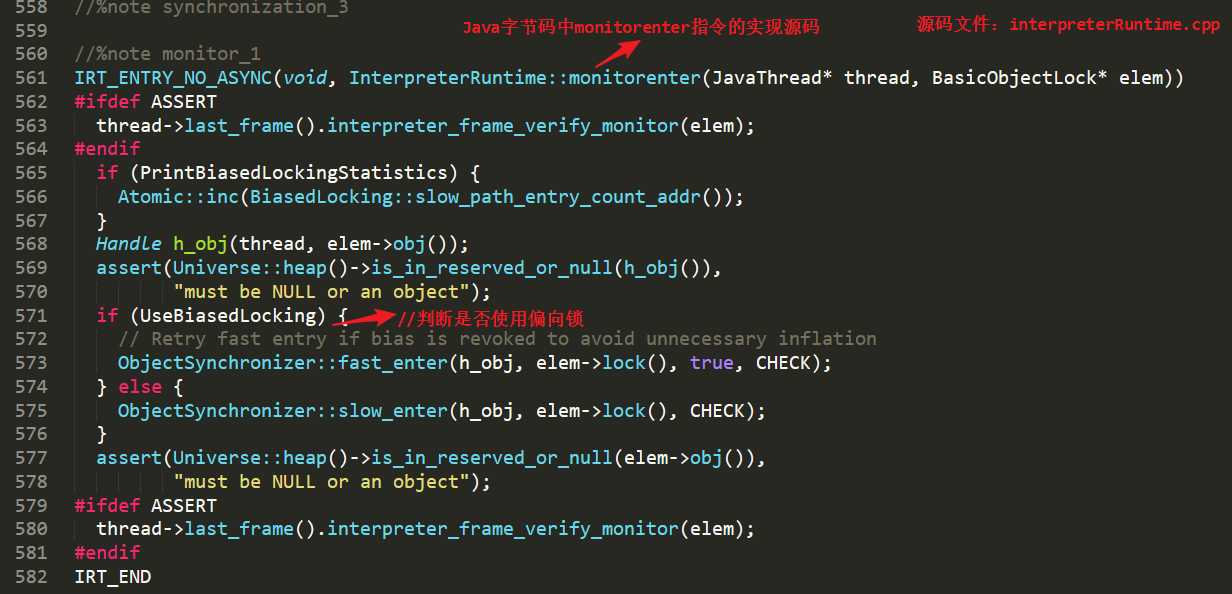 558 //%note synchronization_3
559
Java字节码中monitorenter指令的实现源码
源码文件：interpreterRuntime.cpp
560 //%note monitor_1
561 IRT_ENTRY_NO_ASYNC(void, InterpreterRuntime::monitorenter(JavaThread* thread, BasicObjectLock* elem))
562 #ifdef ASSERT
563   thread->last_frame().interpreter_frame_verify_monitor(elem);
564 #endif
565   if (PrintBiasedLockingStatistics) {
566     Atomic::inc(BiasedLocking::slow_path_entry_count_addr());
567   }
568   Handle h_obj(thread, elem->obj());
569   assert(Universe::heap()->is_in_reserved_or_null(h_obj()),
570          "must be NULL or an object");
571   if (UseBiasedLocking) { //判断是否使用偏向锁
572     // Retry fast entry if bias is revoked to avoid unnecessary inflation
573     ObjectSynchronizer::fast_enter(h_obj, elem->lock(), true, CHECK);
574   } else {
575     ObjectSynchronizer::slow_enter(h_obj, elem->lock(), CHECK);
576   }
577   assert(Universe::heap()->is_in_reserved_or_null(elem->obj()),
578          "must be NULL or an object");
579 #ifdef ASSERT
580   thread->last_frame().interpreter_frame_verify_monitor(elem);
581 #endif
582 IRT_END